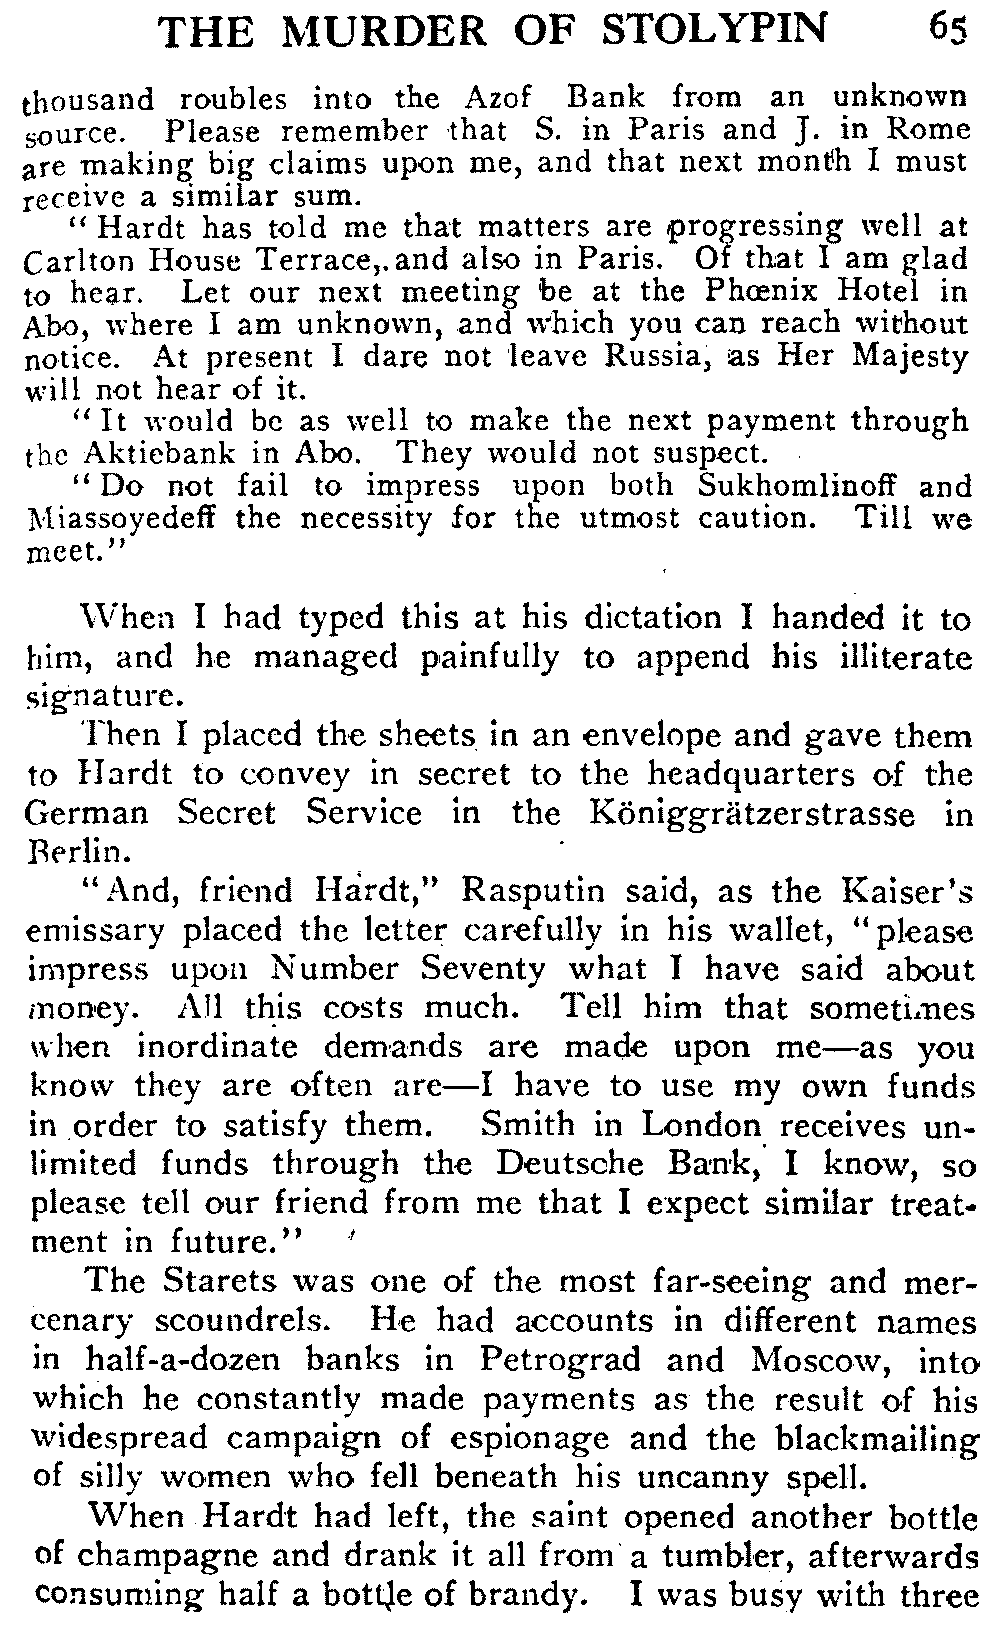 THE MURDER OF STOLYPIN 65
thousand roubles into the Azof Bank from an unknown
source. Please remember that S. in Paris and J. in Rome
are making big claims upon me, and that next month I must
receive a similar sum.
“Hardt has told me that matters are progressing well at
Carlton House Terrace,.and also in Paris. Of that I am glad
to hear. Let our next meeting be at the Phœnix Hotel in
Abo, where I am unknown, and which you can reach without
notice. At present I dare not leave Russia, as Her Majesty
will not hear of it.
“It would be as well to make the next payment through
the Aktiebank in Abo. They would not suspect.
“Do not fail to impress upon both Sukhomlinoff and
Miassoyedeff the necessity for the utmost caution. Till we
meet.”
When I had typed this at his dictation I handed it to
him, and he managed painfully to append his illiterate
signature.
Then I placed the sheets in an envelope and gave them
to Hardt to convey in secret to the headquarters of the
German Secret Service in the Königgrätzerstrasse in
Berlin.
“And, friend Hardt,” Rasputin said, as the Kaiser's
emissary placed the letter carefully in his wallet, “please
impress upon Number Seventy what I have said about
money. All this costs much. Tell him that sometimes
when inordinate demands are made upon me—as you
know they are often are—I have to use my own funds
in order to satisfy them. Smith in London receives un-
limited funds through the Deutsche Bank, I know, so
please tell our friend from me that I expect similar treat-
ment in future.”
The Starets was one of the most far-seeing and mer-
cenary scoundrels. He had accounts in different names
in half-a-dozen banks in Petrograd and Moscow, into
which he constantly made payments as the result of his
widespread campaign of espionage and the blackmailing
of silly women who fell beneath his uncanny spell.
When Hardt had left, the saint opened another bottle
of champagne and drank it all from a tumbler, afterwards
consuming half a bottle of brandy. I was busy with three